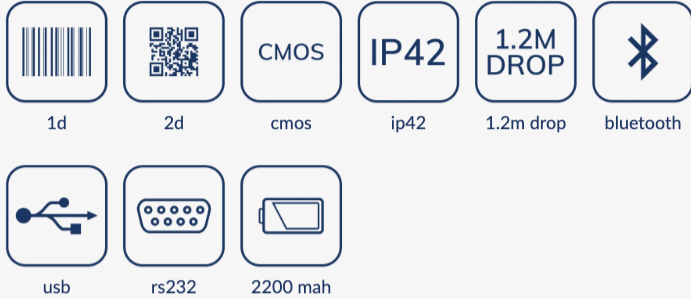 CMOS
IP42
1.2M
DROP
1d
2d
cmos
ip42
1.2m drop
bluetooth
usb
rs232
2200 mah